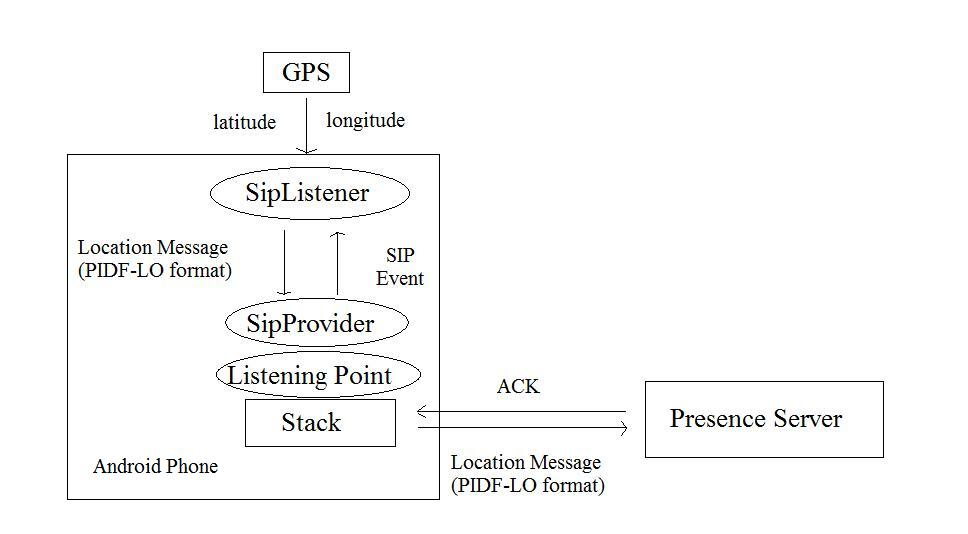 GPS
latitude
longitude
SipListener
Location Message
(PIDF-LO format)
SIP
Event
SipProvider
Listening Point
Stack
Android Phone
ACK
Presence Server
Location Message
(PIDF-LO format)